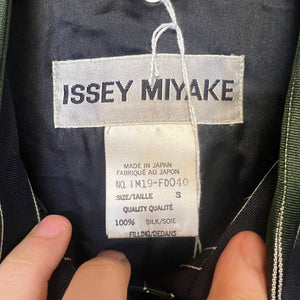 ISSEY MIYAKE
MADE IN JAPAN
FABRIQUÉ AU JAPON
NO. IM19-FD040
SIZE/TAILLE S
QUALITY QUALITÉ
100% SILK/SOIE
FILLING/DEDANS